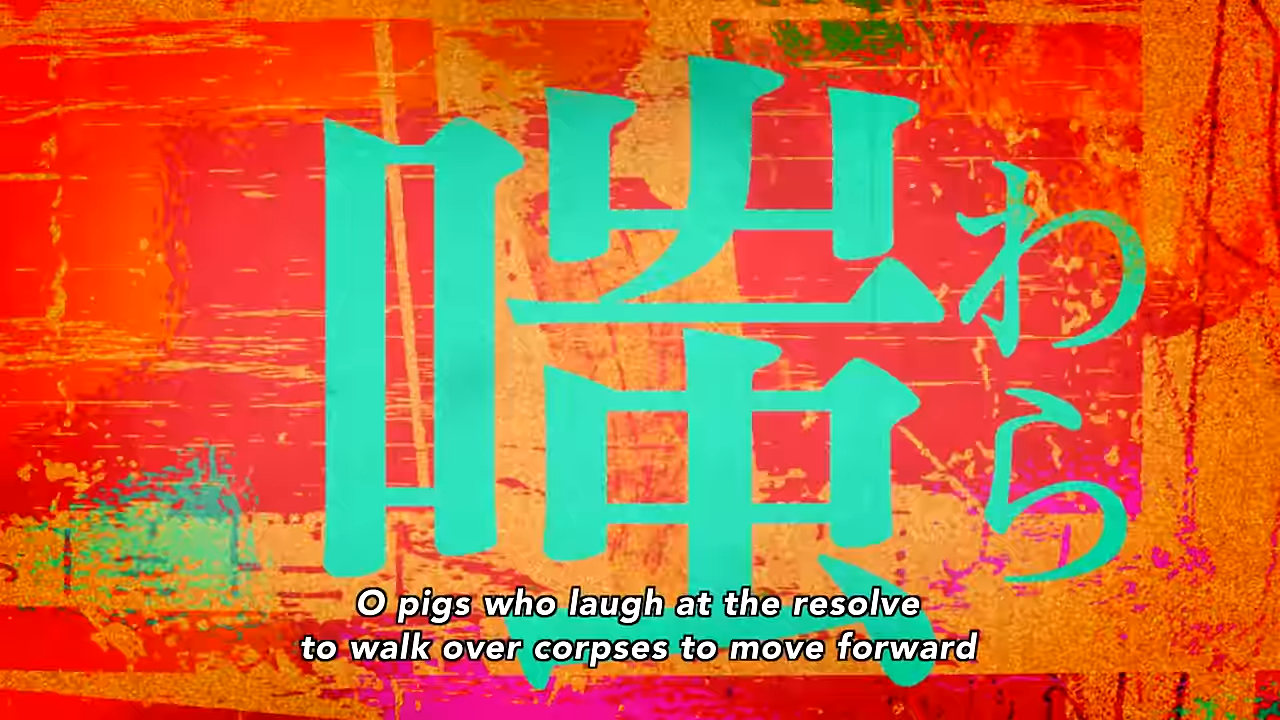 嗤
わら
O pigs who laugh at the resolve
to walk over corpses to move forward